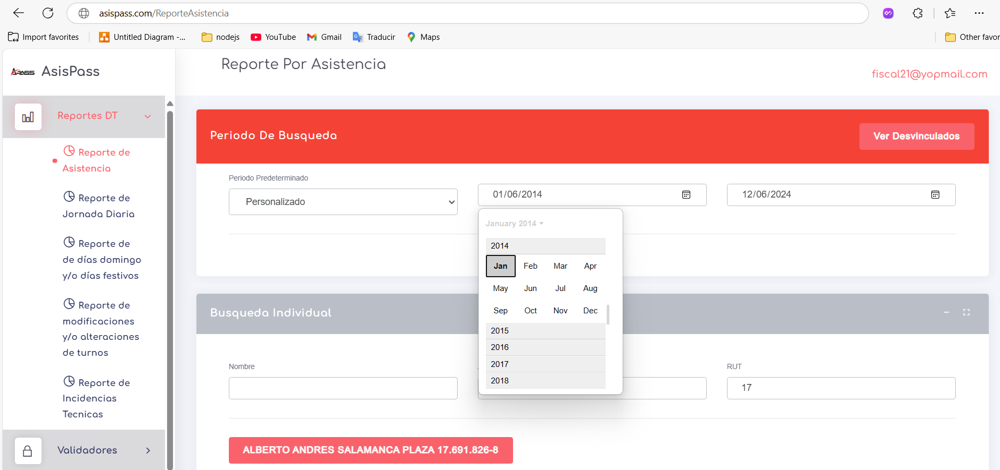 asispass.com/ReporteAsistencia
Import favorites
Untitled Diagram -...
nodejs
YouTube
Gmail
Traducir
Maps
Other favor
APASS
AsisPass
Reporte Por Asistencia
fiscal21@yopmail.com
Reportes DT
Reporte de
Asistencia
Reporte de
Jornada Diaria
Reporte de
de días domingo
y/o días festivos
Reporte de
modificaciones
y/o alteraciones
de turnos
Reporte de
Incidencias
Tecnicas
Validadores
Periodo De Busqueda
Ver Desvinculados
Periodo Predeterminado
Personalizado
01/06/2014
12/06/2024
January 2014
2014
Jan Feb Mar Apr
May Jun Jul Aug
Sep Oct Nov Dec
2015
2016
2017
2018
Busqueda Individual
Nombre
RUT
17
ALBERTO ANDRES SALAMANCA PLAZA 17.691.826-8